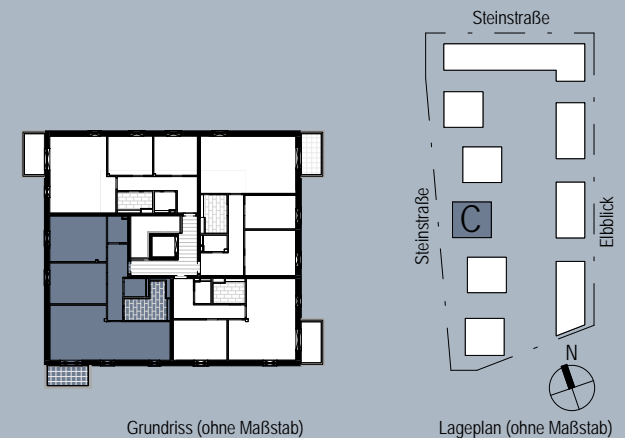 Steinstraße
Steinstraße
C
Elbblick
N
Grundriss (ohne Maßstab)
Lageplan (ohne Maßstab)